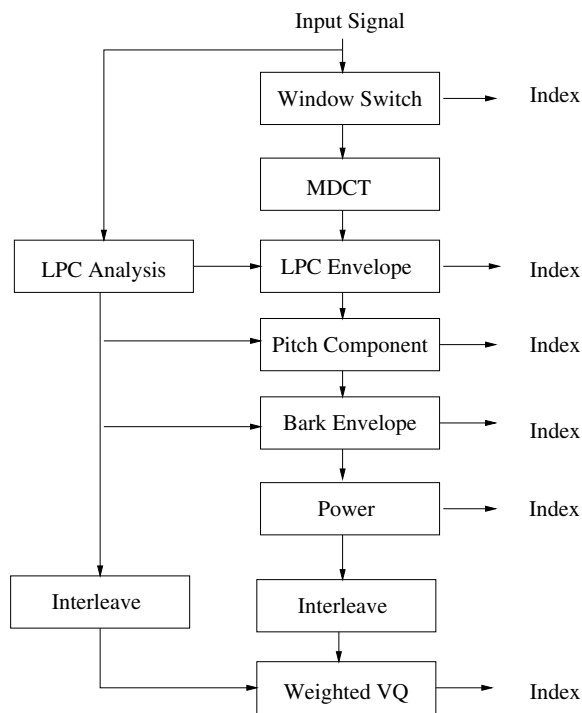 Input Signal
Window Switch
Index
MDCT
LPC Analysis
LPC Envelope
Index
Pitch Component
Index
Bark Envelope
Index
Power
Index
Interleave
Interleave
Weighted VQ
Index